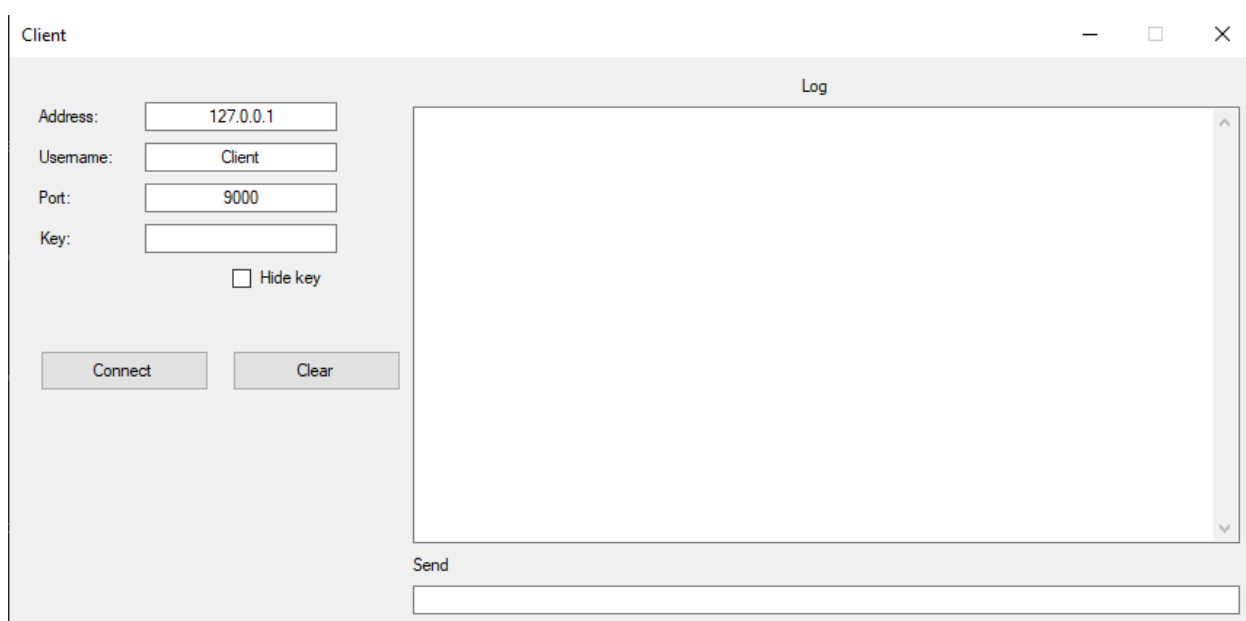 Client
Log
Address: 127.0.0.1
Username: Client
Port: 9000
Key:
Hide key
Connect Clear
Send